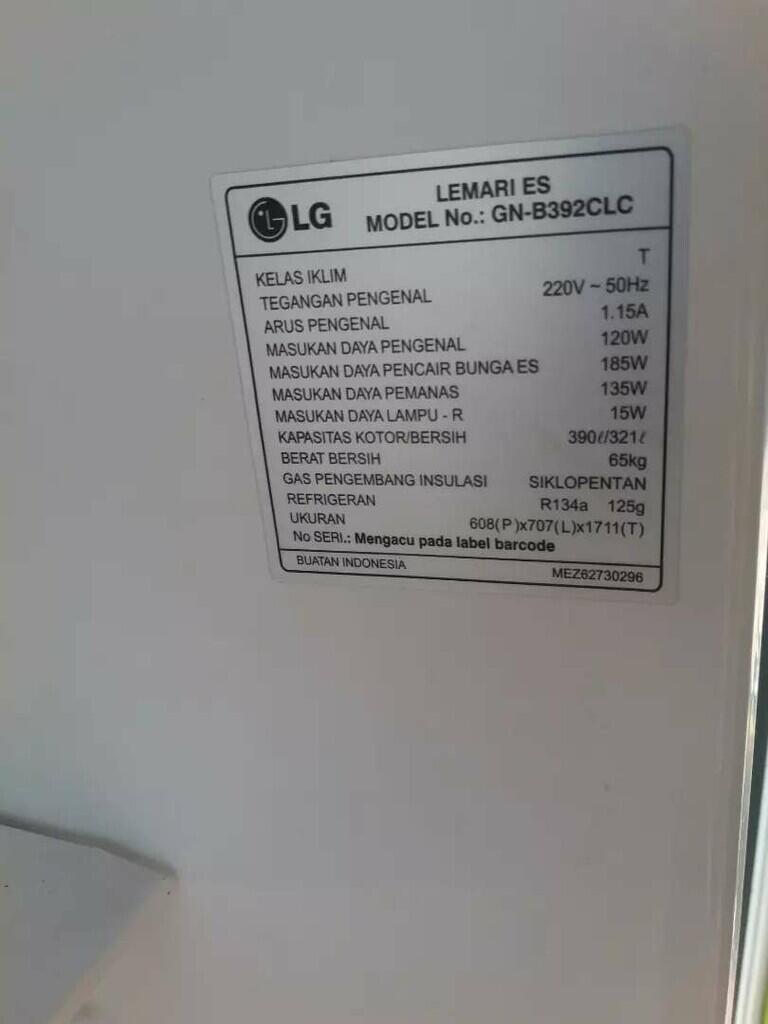 LG
LEMARI ES
MODEL No.: GN-B392CLC
KELAS IKLIM T
TEGANGAN PENGENAL 220V ~ 50Hz
ARUS PENGENAL 1.15A
MASUKAN DAYA PENGENAL 120W
MASUKAN DAYA PENCAIR BUNGA ES 185W
MASUKAN DAYA PEMANAS 135W
MASUKAN DAYA LAMPU - R 15W
KAPASITAS KOTOR/BERSIH 390ℓ/321ℓ
BERAT BERSIH 65kg
GAS PENGEMBANG INSULASI SIKLOPENTAN
REFRIGERAN R134a 125g
UKURAN 608(P)x707(L)x1711(T)
No SERI.: Mengacu pada label barcode
BUATAN INDONESIA MEZ62730296